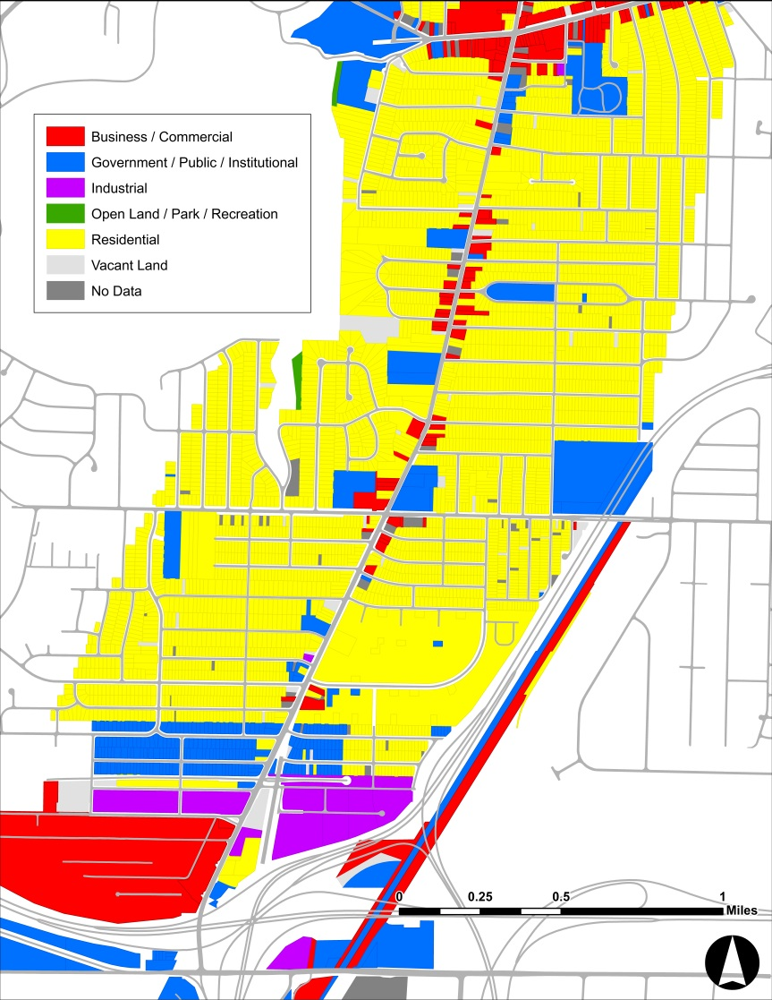 Business / Commercial
Government / Public / Institutional
Industrial
Open Land / Park / Recreation
Residential
Vacant Land
No Data
0 0.25 0.5 1
Miles